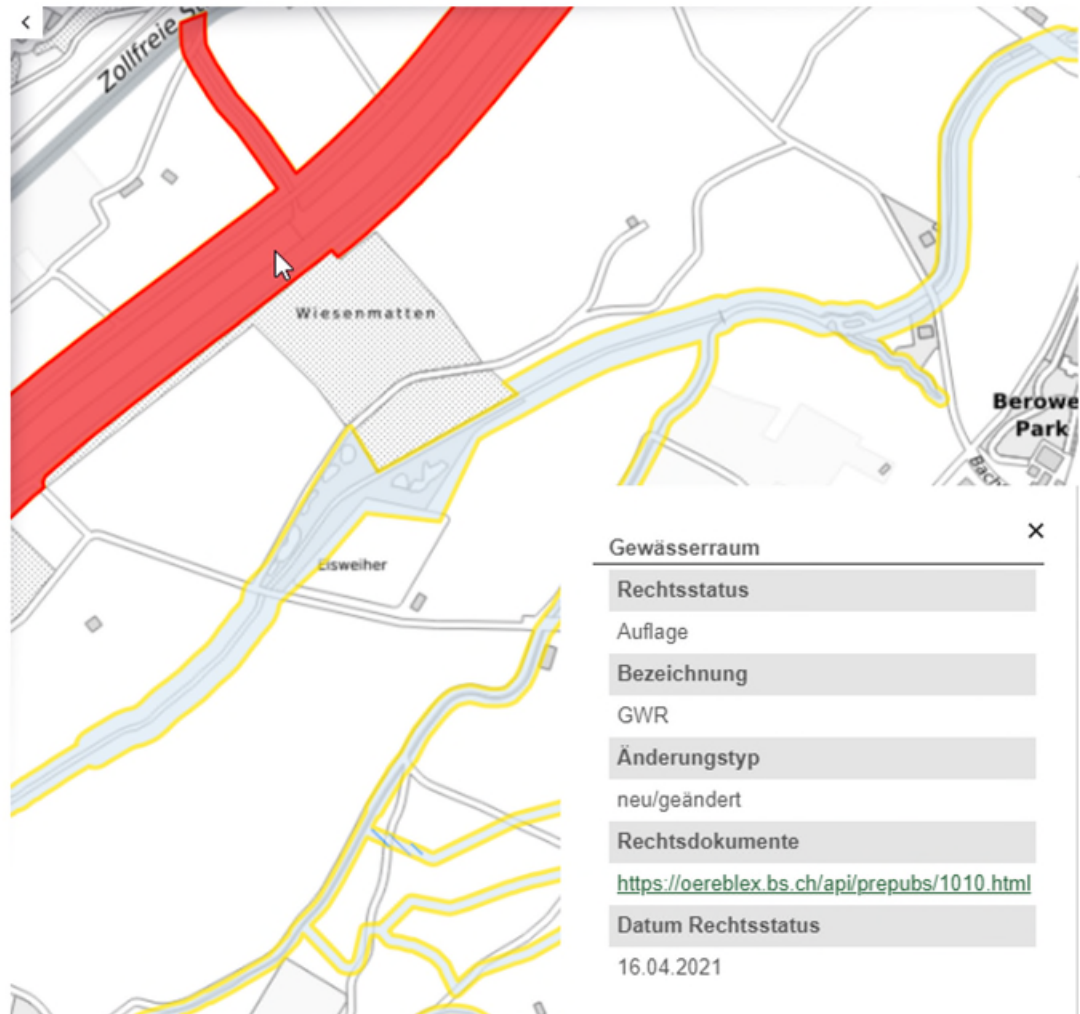 Zollfreie
Wiesenmatten
Berowe
Park
Eisweiher
Gewässerraum
Rechtsstatus
Auflage
Bezeichnung
GWR
Änderungstyp
neu/geändert
Rechtsdokumente
https://oereblex.bs.ch/api/prepubs/1010.html
Datum Rechtsstatus
16.04.2021